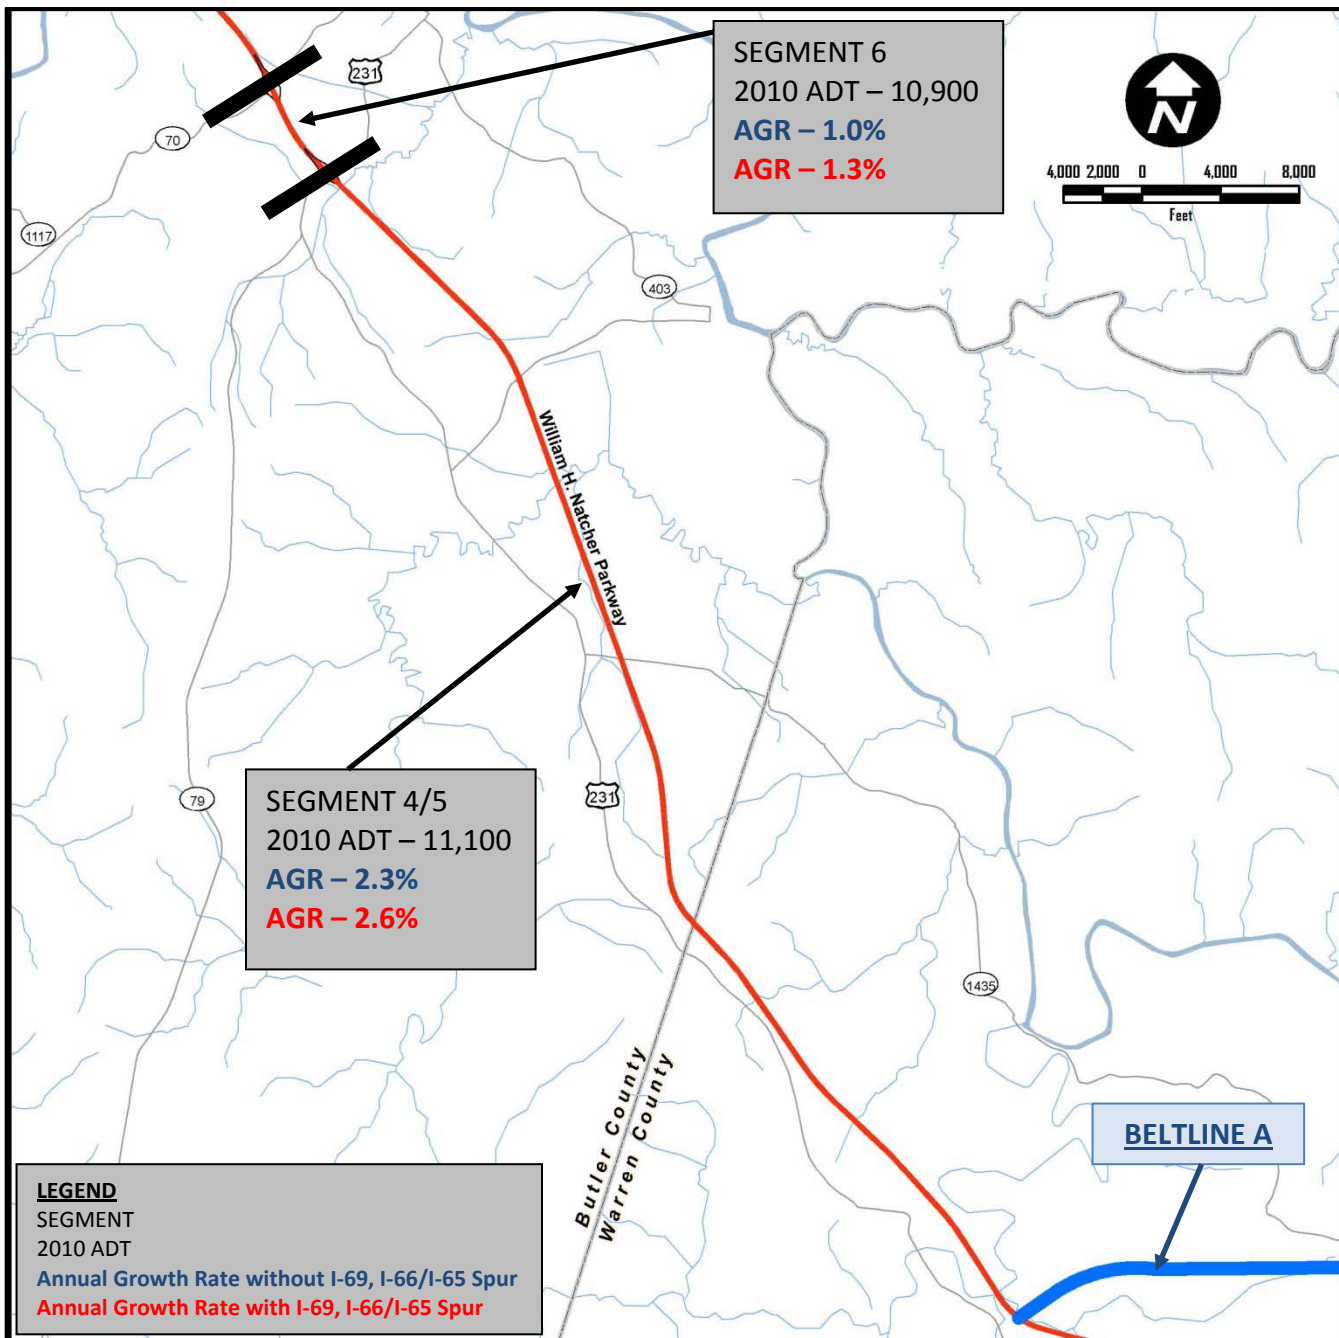 SEGMENT 6
2010 ADT – 10,900
AGR – 1.0%
AGR – 1.3%
N
4,000 2,000 0 4,000 8,000
Feet
231
70
1117
403
William H. Natcher Parkway
SEGMENT 4/5
2010 ADT – 11,100
AGR – 2.3%
AGR – 2.6%
79
231
1435
Butler County
Warren County
BELTLINE A
LEGEND
SEGMENT
2010 ADT
Annual Growth Rate without I-69, I-66/I-65 Spur
Annual Growth Rate with I-69, I-66/I-65 Spur